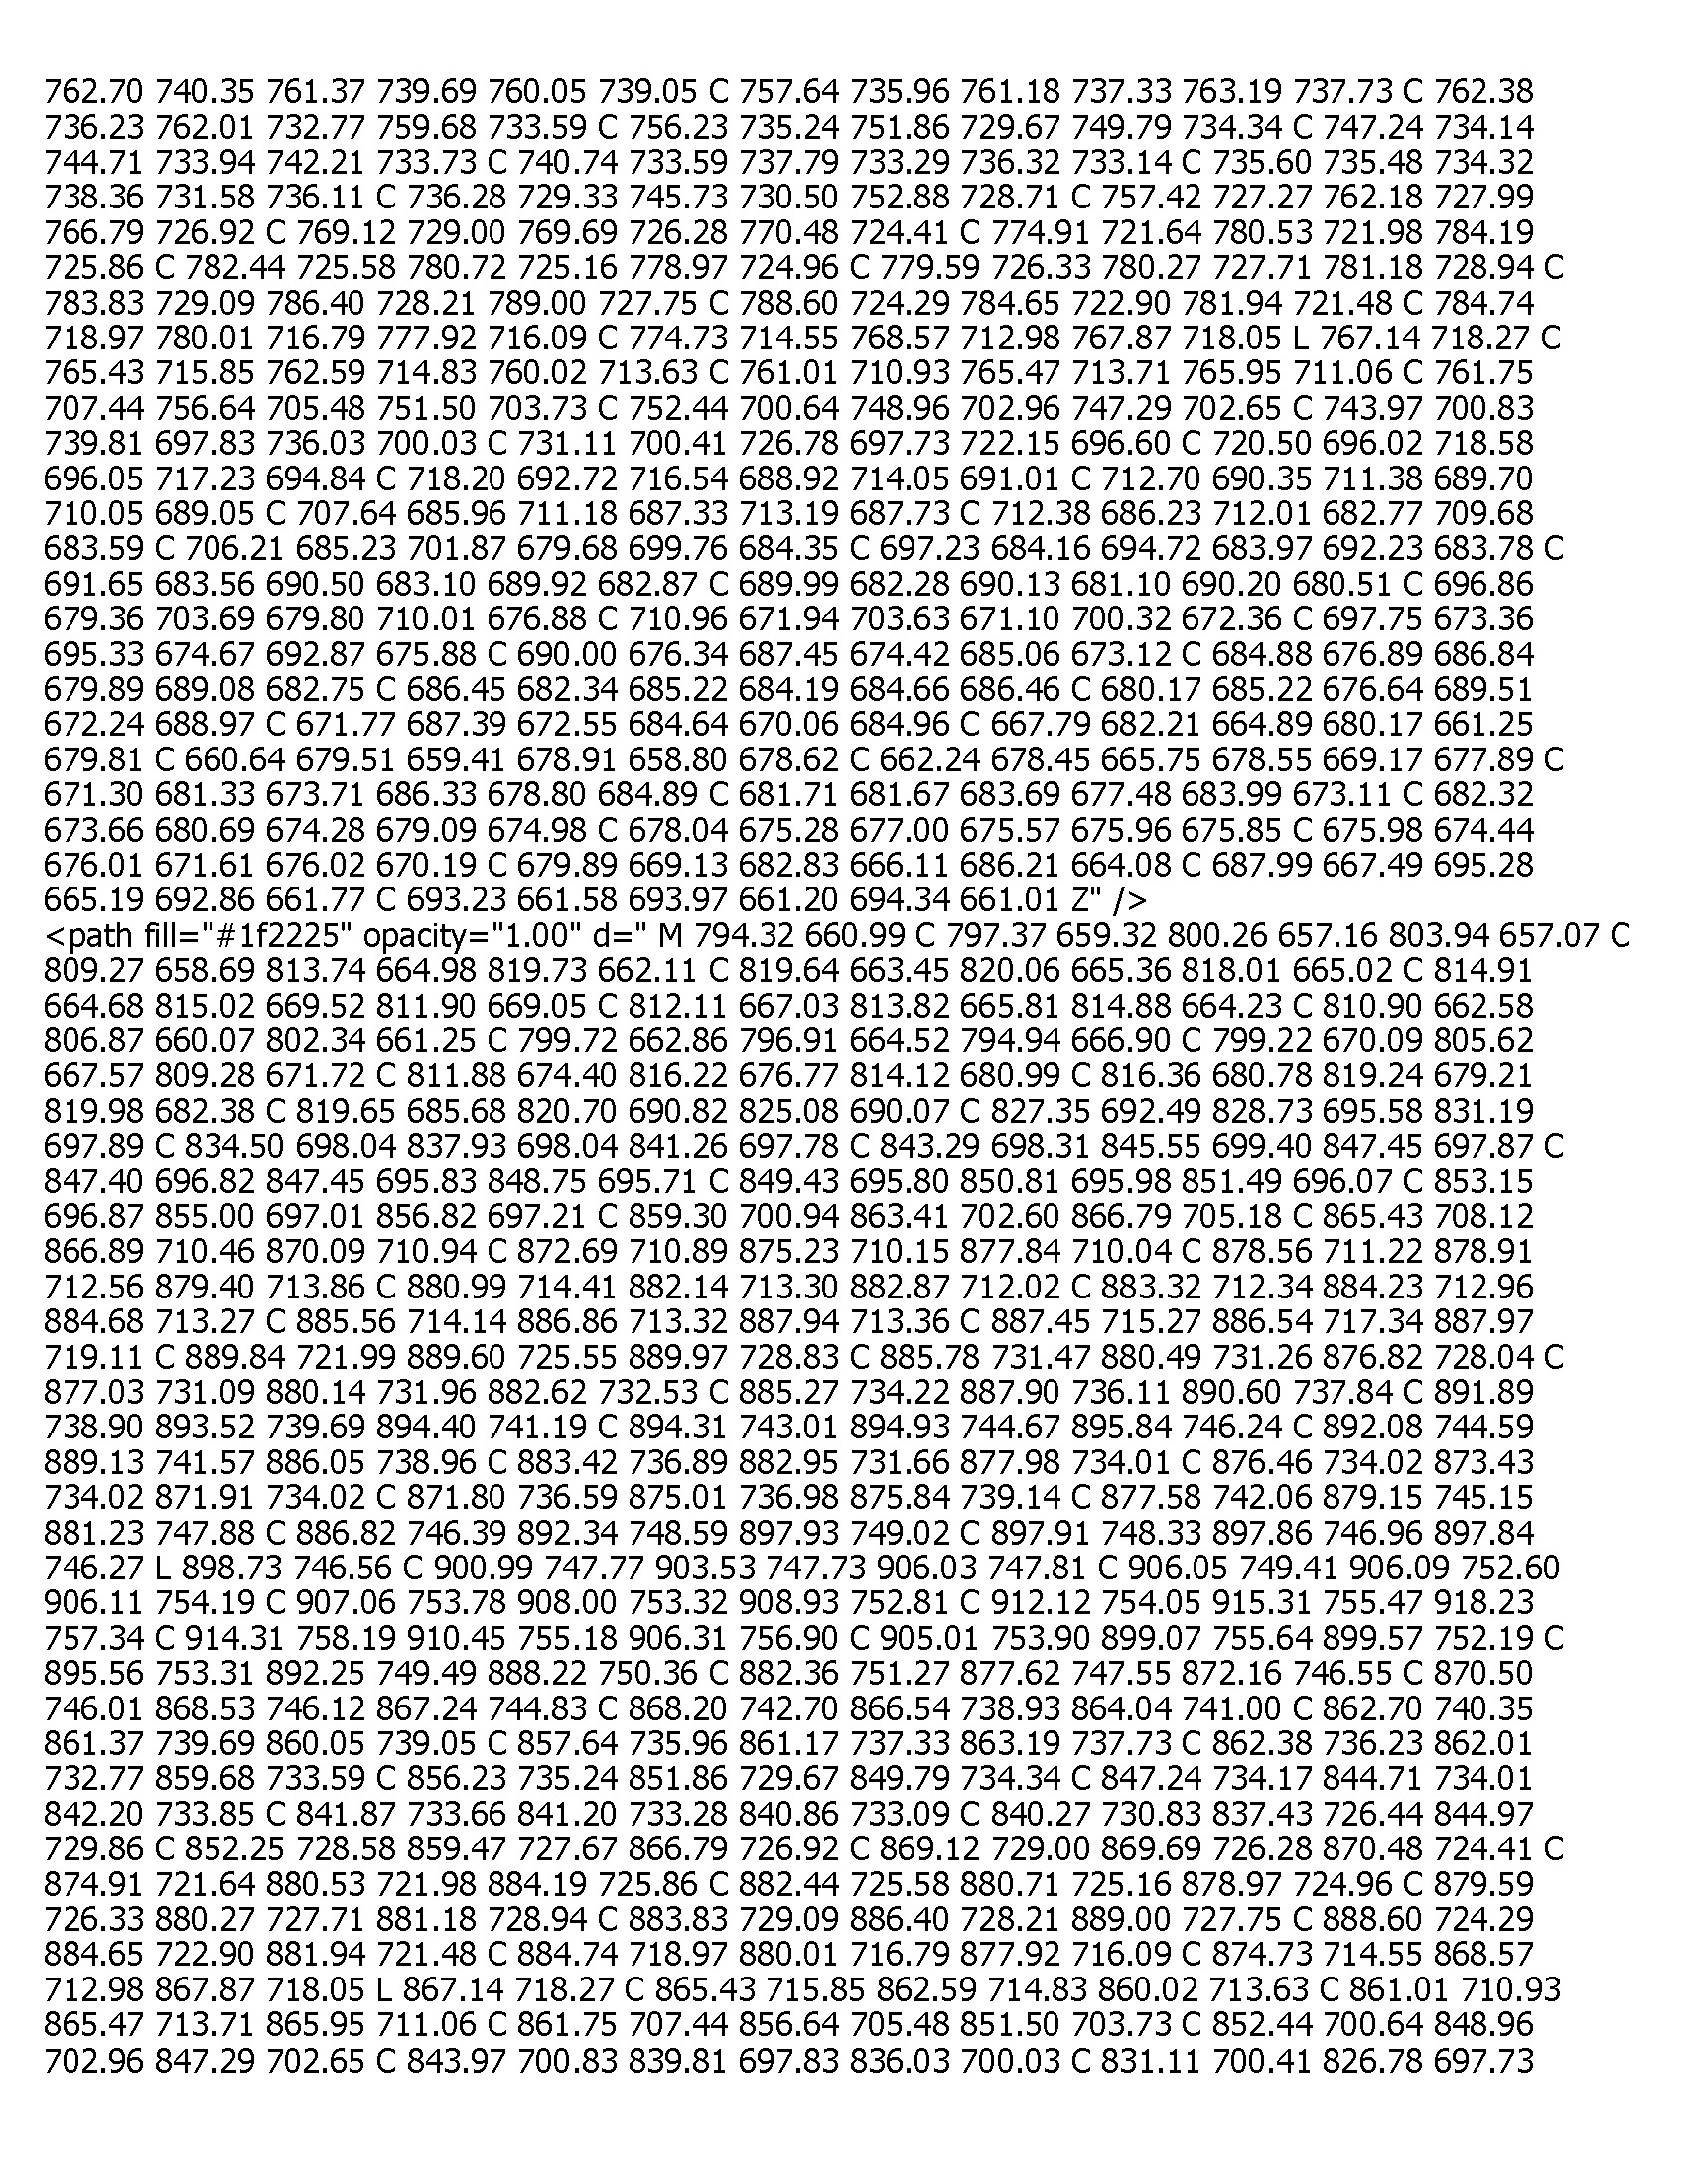 762.70 740.35 761.37 739.69 760.05 739.05 C 757.64 735.96 761.18 737.33 763.19 737.73 C 762.38
736.23 762.01 732.77 759.68 733.59 C 756.23 735.24 751.86 729.67 749.79 734.34 C 747.24 734.14
744.71 733.94 742.21 733.73 C 740.74 733.59 737.79 733.29 736.32 733.14 C 735.60 735.48 734.32
738.36 731.58 736.11 C 736.28 729.33 745.73 730.50 752.88 728.71 C 757.42 727.27 762.18 727.99
766.79 726.92 C 769.12 729.00 769.69 726.28 770.48 724.41 C 774.91 721.64 780.53 721.98 784.19
725.86 C 782.44 725.58 780.72 725.16 778.97 724.96 C 779.59 726.33 780.27 727.71 781.18 728.94 C
783.83 729.09 786.40 728.21 789.00 727.75 C 788.60 724.29 784.65 722.90 781.94 721.48 C 784.74
718.97 780.01 716.79 777.92 716.09 C 774.73 714.55 768.57 712.98 767.87 718.05 L 767.14 718.27 C
765.43 715.85 762.59 714.83 760.02 713.63 C 761.01 710.93 765.47 713.71 765.95 711.06 C 761.75
707.44 756.64 705.48 751.50 703.73 C 752.44 700.64 748.96 702.96 747.29 702.65 C 743.97 700.83
739.81 697.83 736.03 700.03 C 731.11 700.41 726.78 697.73 722.15 696.60 C 720.50 696.02 718.58
696.05 717.23 694.84 C 718.20 692.72 716.54 688.92 714.05 691.01 C 712.70 690.35 711.38 689.70
710.05 689.05 C 707.64 685.96 711.18 687.33 713.19 687.73 C 712.38 686.23 712.01 682.77 709.68
683.59 C 706.21 685.23 701.87 679.68 699.76 684.35 C 697.23 684.16 694.72 683.97 692.23 683.78 C
691.65 683.56 690.50 683.10 689.92 682.87 C 689.99 682.28 690.13 681.10 690.20 680.51 C 696.86
679.36 703.69 679.80 710.01 676.88 C 710.96 671.94 703.63 671.10 700.32 672.36 C 697.75 673.36
695.33 674.67 692.87 675.88 C 690.00 676.34 687.45 674.42 685.06 673.12 C 684.88 676.89 686.84
679.89 689.08 682.75 C 686.45 682.34 685.22 684.19 684.66 686.46 C 680.17 685.22 676.64 689.51
672.24 688.97 C 671.77 687.39 672.55 684.64 670.06 684.96 C 667.79 682.21 664.89 680.17 661.25
679.81 C 660.64 679.51 659.41 678.91 658.80 678.62 C 662.24 678.45 665.75 678.55 669.17 677.89 C
671.30 681.33 673.71 686.33 678.80 684.89 C 681.71 681.67 683.69 677.48 683.99 673.11 C 682.32
673.66 680.69 674.28 679.09 674.98 C 678.04 675.28 677.00 675.57 675.96 675.85 C 675.98 674.44
676.01 671.61 676.02 670.19 C 679.89 669.13 682.83 666.11 686.21 664.08 C 687.99 667.49 695.28
665.19 692.86 661.77 C 693.23 661.58 693.97 661.20 694.34 661.01 Z" />
<path fill="#1f2225" opacity="1.00" d=" M 794.32 660.99 C 797.37 659.32 800.26 657.16 803.94 657.07 C
809.27 658.69 813.74 664.98 819.73 662.11 C 819.64 663.45 820.06 665.36 818.01 665.02 C 814.91
664.68 815.02 669.52 811.90 669.05 C 812.11 667.03 813.82 665.81 814.88 664.23 C 810.90 662.58
806.87 660.07 802.34 661.25 C 799.72 662.86 796.91 664.52 794.94 666.90 C 799.22 670.09 805.62
667.57 809.28 671.72 C 811.88 674.40 816.22 676.77 814.12 680.99 C 816.36 680.78 819.24 679.21
819.98 682.38 C 819.65 685.68 820.70 690.82 825.08 690.07 C 827.35 692.49 828.73 695.58 831.19
697.89 C 834.50 698.04 837.93 698.04 841.26 697.78 C 843.29 698.31 845.55 699.40 847.45 697.87 C
847.40 696.82 847.45 695.83 848.75 695.71 C 849.43 695.80 850.81 695.98 851.49 696.07 C 853.15
696.87 855.00 697.01 856.82 697.21 C 859.30 700.94 863.41 702.60 866.79 705.18 C 865.43 708.12
866.89 710.46 870.09 710.94 C 872.69 710.89 875.23 710.15 877.84 710.04 C 878.56 711.22 878.91
712.56 879.40 713.86 C 880.99 714.41 882.14 713.30 882.87 712.02 C 883.32 712.34 884.23 712.96
884.68 713.27 C 885.56 714.14 886.86 713.32 887.94 713.36 C 887.45 715.27 886.54 717.34 887.97
719.11 C 889.84 721.99 889.60 725.55 889.97 728.83 C 885.78 731.47 880.49 731.26 876.82 728.04 C
877.03 731.09 880.14 731.96 882.62 732.53 C 885.27 734.22 887.90 736.11 890.60 737.84 C 891.89
738.90 893.52 739.69 894.40 741.19 C 894.31 743.01 894.93 744.67 895.84 746.24 C 892.08 744.59
889.13 741.57 886.05 738.96 C 883.42 736.89 882.95 731.66 877.98 734.01 C 876.46 734.02 873.43
734.02 871.91 734.02 C 871.80 736.59 875.01 736.98 875.84 739.14 C 877.58 742.06 879.15 745.15
881.23 747.88 C 886.82 746.39 892.34 748.59 897.93 749.02 C 897.91 748.33 897.86 746.96 897.84
746.27 L 898.73 746.56 C 900.99 747.77 903.53 747.73 906.03 747.81 C 906.05 749.41 906.09 752.60
906.11 754.19 C 907.06 753.78 908.00 753.32 908.93 752.81 C 912.12 754.05 915.31 755.47 918.23
757.34 C 914.31 758.19 910.45 755.18 906.31 756.90 C 905.01 753.90 899.07 755.64 899.57 752.19 C
895.56 753.31 892.25 749.49 888.22 750.36 C 882.36 751.27 877.62 747.55 872.16 746.55 C 870.50
746.01 868.53 746.12 867.24 744.83 C 868.20 742.70 866.54 738.93 864.04 741.00 C 862.70 740.35
861.37 739.69 860.05 739.05 C 857.64 735.96 861.17 737.33 863.19 737.73 C 862.38 736.23 862.01
732.77 859.68 733.59 C 856.23 735.24 851.86 729.67 849.79 734.34 C 847.24 734.17 844.71 734.01
842.20 733.85 C 841.87 733.66 841.20 733.28 840.86 733.09 C 840.27 730.83 837.43 726.44 844.97
729.86 C 852.25 728.58 859.47 727.67 866.79 726.92 C 869.12 729.00 869.69 726.28 870.48 724.41 C
874.91 721.64 880.53 721.98 884.19 725.86 C 882.44 725.58 880.71 725.16 878.97 724.96 C 879.59
726.33 880.27 727.71 881.18 728.94 C 883.83 729.09 886.40 728.21 889.00 727.75 C 888.60 724.29
884.65 722.90 881.94 721.48 C 884.74 718.97 880.01 716.79 877.92 716.09 C 874.73 714.55 868.57
712.98 867.87 718.05 L 867.14 718.27 C 865.43 715.85 862.59 714.83 860.02 713.63 C 861.01 710.93
865.47 713.71 865.95 711.06 C 861.75 707.44 856.64 705.48 851.50 703.73 C 852.44 700.64 848.96
702.96 847.29 702.65 C 843.97 700.83 839.81 697.83 836.03 700.03 C 831.11 700.41 826.78 697.73